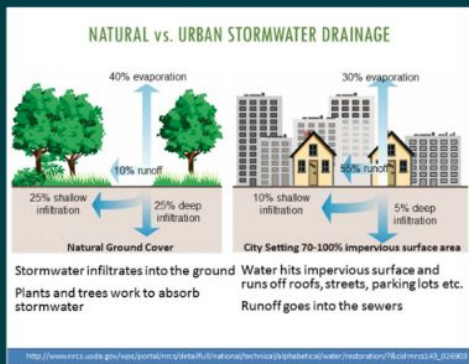 NATURAL vs. URBAN STORMWATER DRAINAGE
40% evaporation
10% runoff
25% shallow
infiltration
25% deep
infiltration
Natural Ground Cover
30% evaporation
55% runoff
10% shallow
infiltration
5% deep
infiltration
City Setting 70-100% impervious surface area
Stormwater infiltrates into the ground
Plants and trees work to absorb
stormwater
Water hits impervious surface and
runs off roofs, streets, parking lots etc.
Runoff goes into the sewers